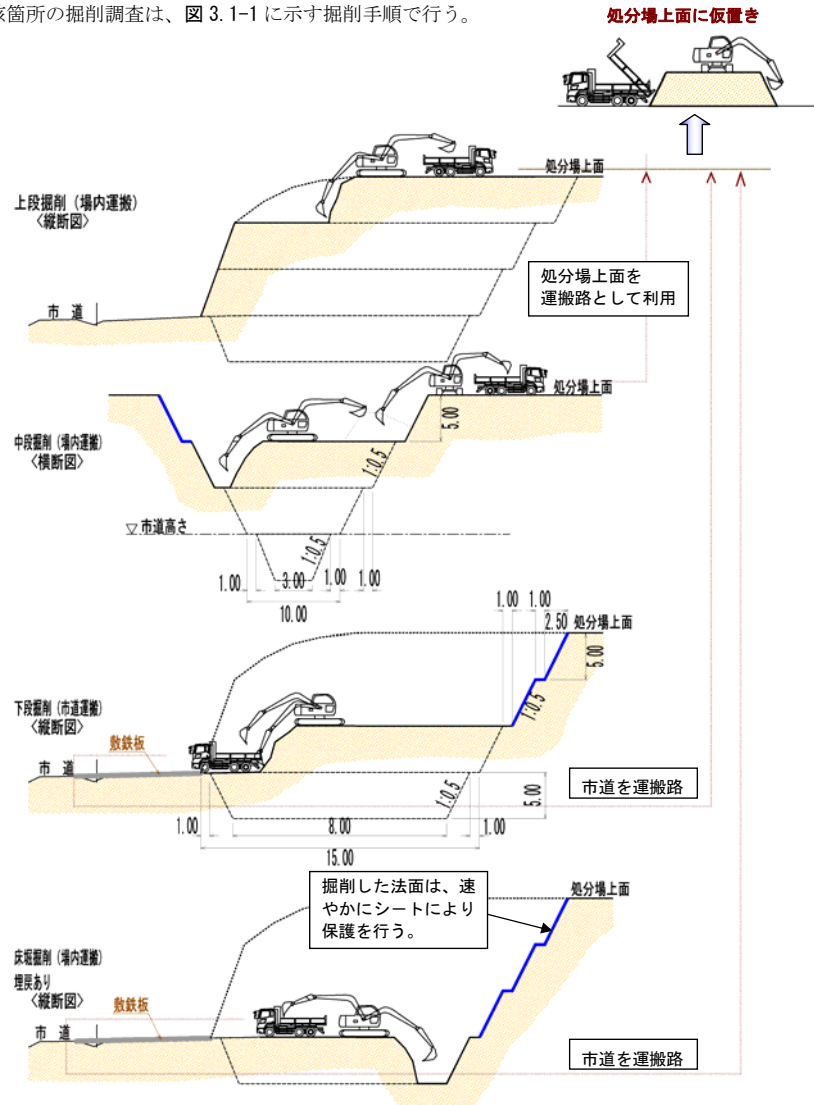 該箇所の掘削調査は、図 3.1-1 に示す掘削手順で行う。
処分場上面に仮置き
処分場上面
上段掘削(場内運搬)
〈縦断図〉
処分場上面を
運搬路として利用
市 道
処分場上面
5.00
中段掘削(場内運搬)
〈横断図〉
1:0.5
▽市道高さ
1:0.5
1.00 3.00 1.00 1.00
10.00
1.00 1.00
2.50 処分場上面
5.00
1:0.5
下段掘削(市道運搬)
〈縦断図〉
敷鉄板
市 道
市道を運搬路
1:0.5
5.00
1.00 8.00 1.00
15.00
掘削した法面は、速
やかにシートにより
保護を行う。
処分場上面
床堀掘削(場内運搬)
埋戻あり
〈縦断図〉
敷鉄板
市 道
市道を運搬路